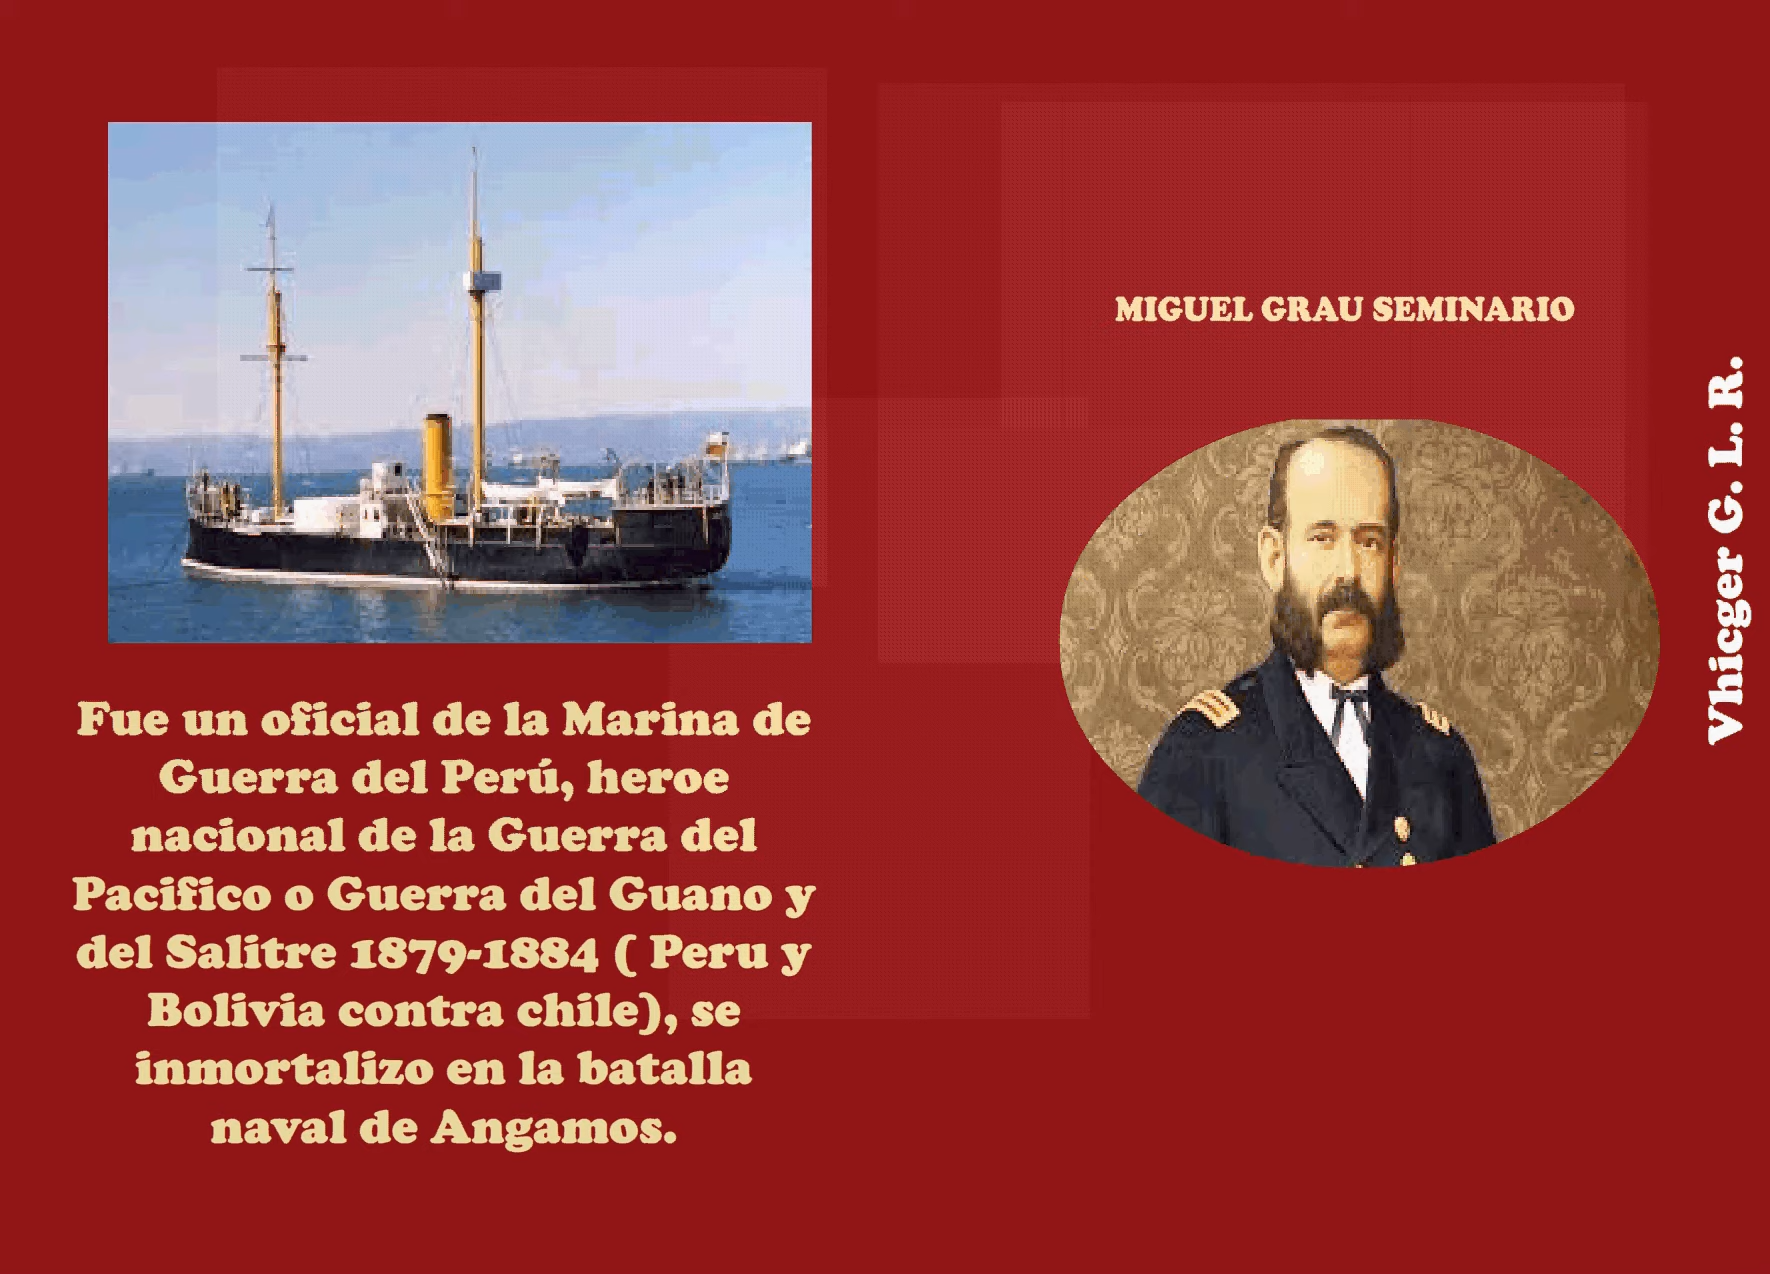 Fue un oficial de la Marina de
Guerra del Perú, heroe
nacional de la Guerra del
Pacifico o Guerra del Guano y
del Salitre 1879-1884 ( Peru y
Bolivia contra chile), se
inmortalizo en la batalla
naval de Angamos.
MIGUEL GRAU SEMINARIO
Vhicger G. L. R.